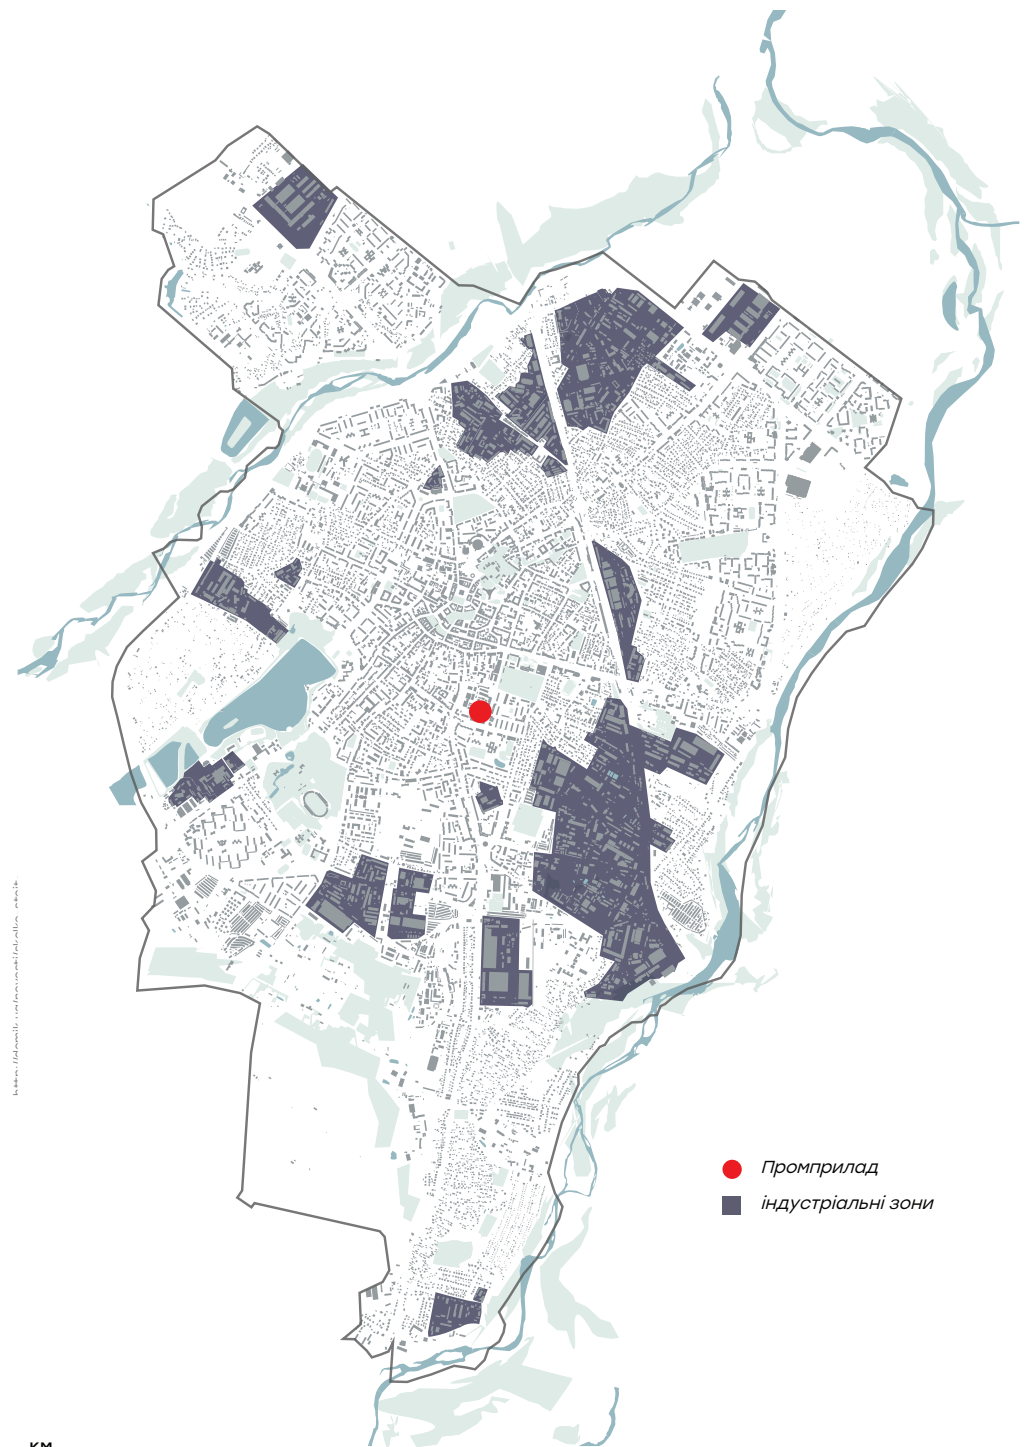 Промприлад
індустріальні зони
км